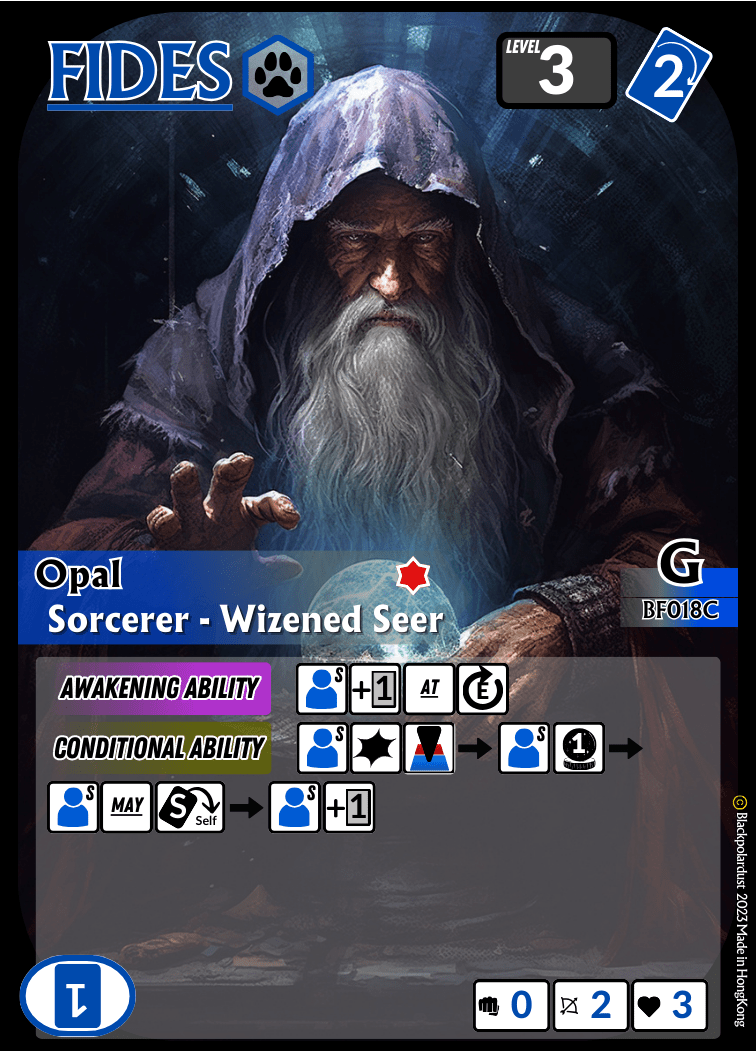 FIDES
LEVEL
3
2
Opal
Sorcerer - Wizened Seer
G
BF018C
AWAKENING ABILITY
S
+1
AT
E
CONDITIONAL ABILITY
S
S
1
S
MAY
S
Self
S
+1
1
0
2
3
© Blackpolardust 2023 Made in HongKong